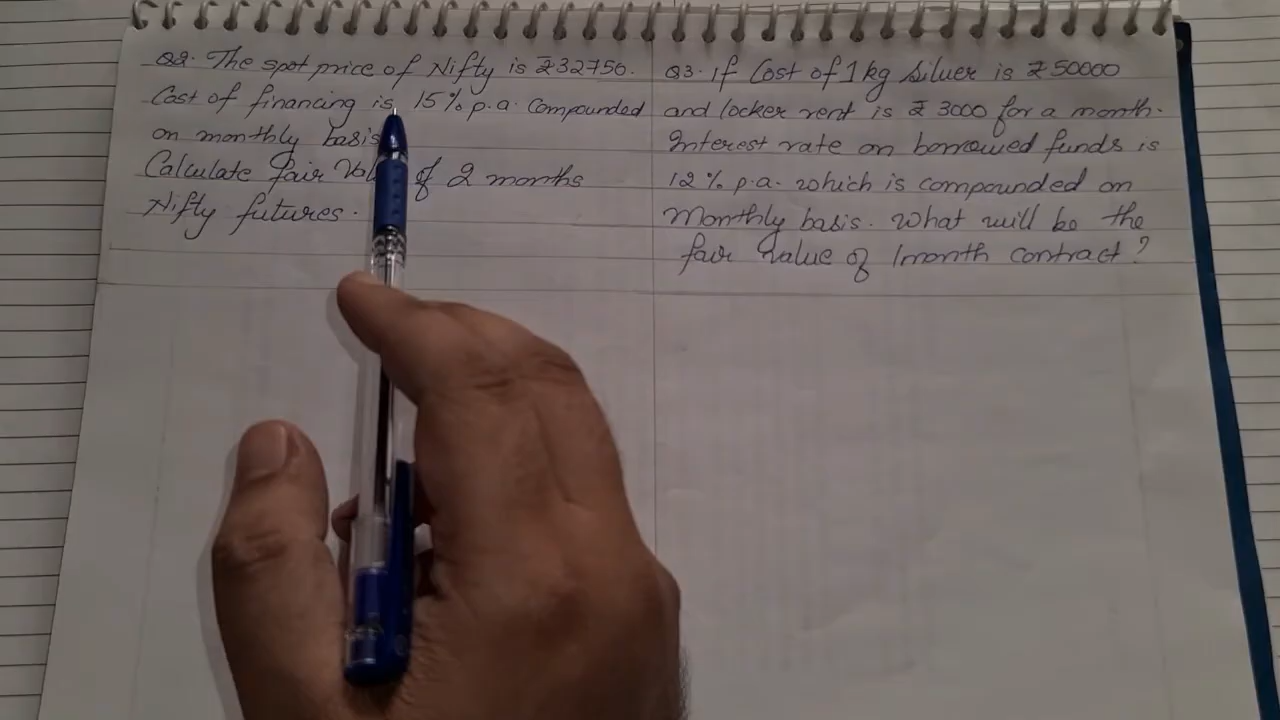 Q2. The spot price of Nifty is ₹32756.
Cost of financing is 15% p.a. compounded
on monthly basis
Calculate fair of 2 months
Nifty futures.
Q3. If Cost of 1kg Silver is ₹50000
and locker rent is ₹3000 for a month.
Interest rate on borrowed funds is
12% p.a. which is compounded on
monthly basis. What will be the
fair value of 1month contract?